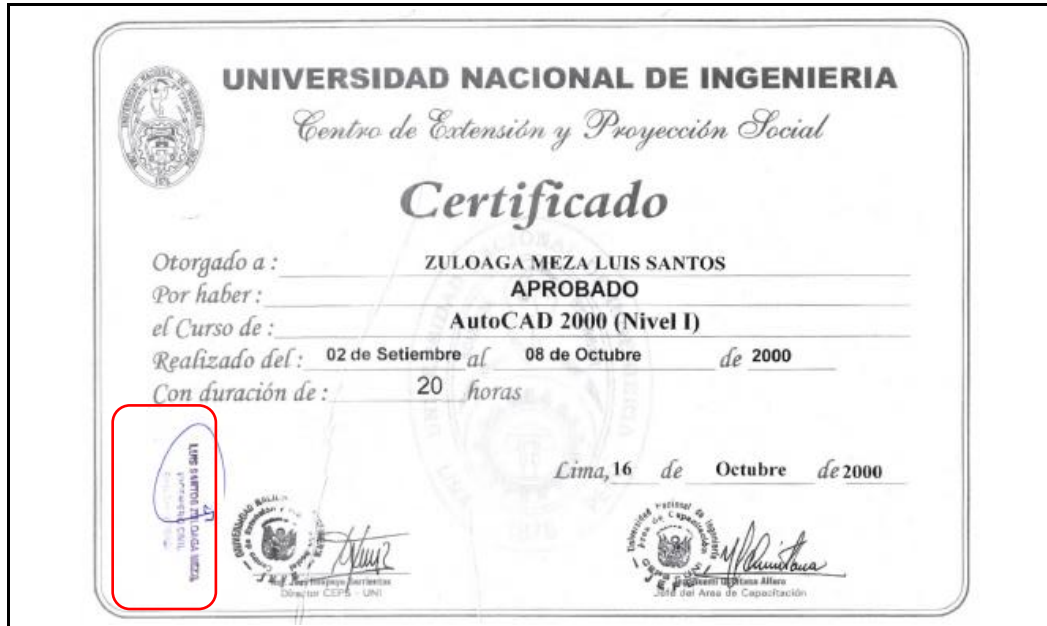 UNIVERSIDAD NACIONAL DE INGENIERIA
Centro de Extensión y Proyección Social
Certificado
Otorgado a : ZULOAGA MEZA LUIS SANTOS
Por haber : APROBADO
el Curso de : AutoCAD 2000 (Nivel I)
Realizado del : 02 de Setiembre al 08 de Octubre de 2000
Con duración de : 20 horas
Lima, 16 de Octubre de 2000
LUIS SANTOS ZULOAGA MEZA
INGENIERO CIVIL
Director CEPS - UNI
Jefe del Area de Capacitación